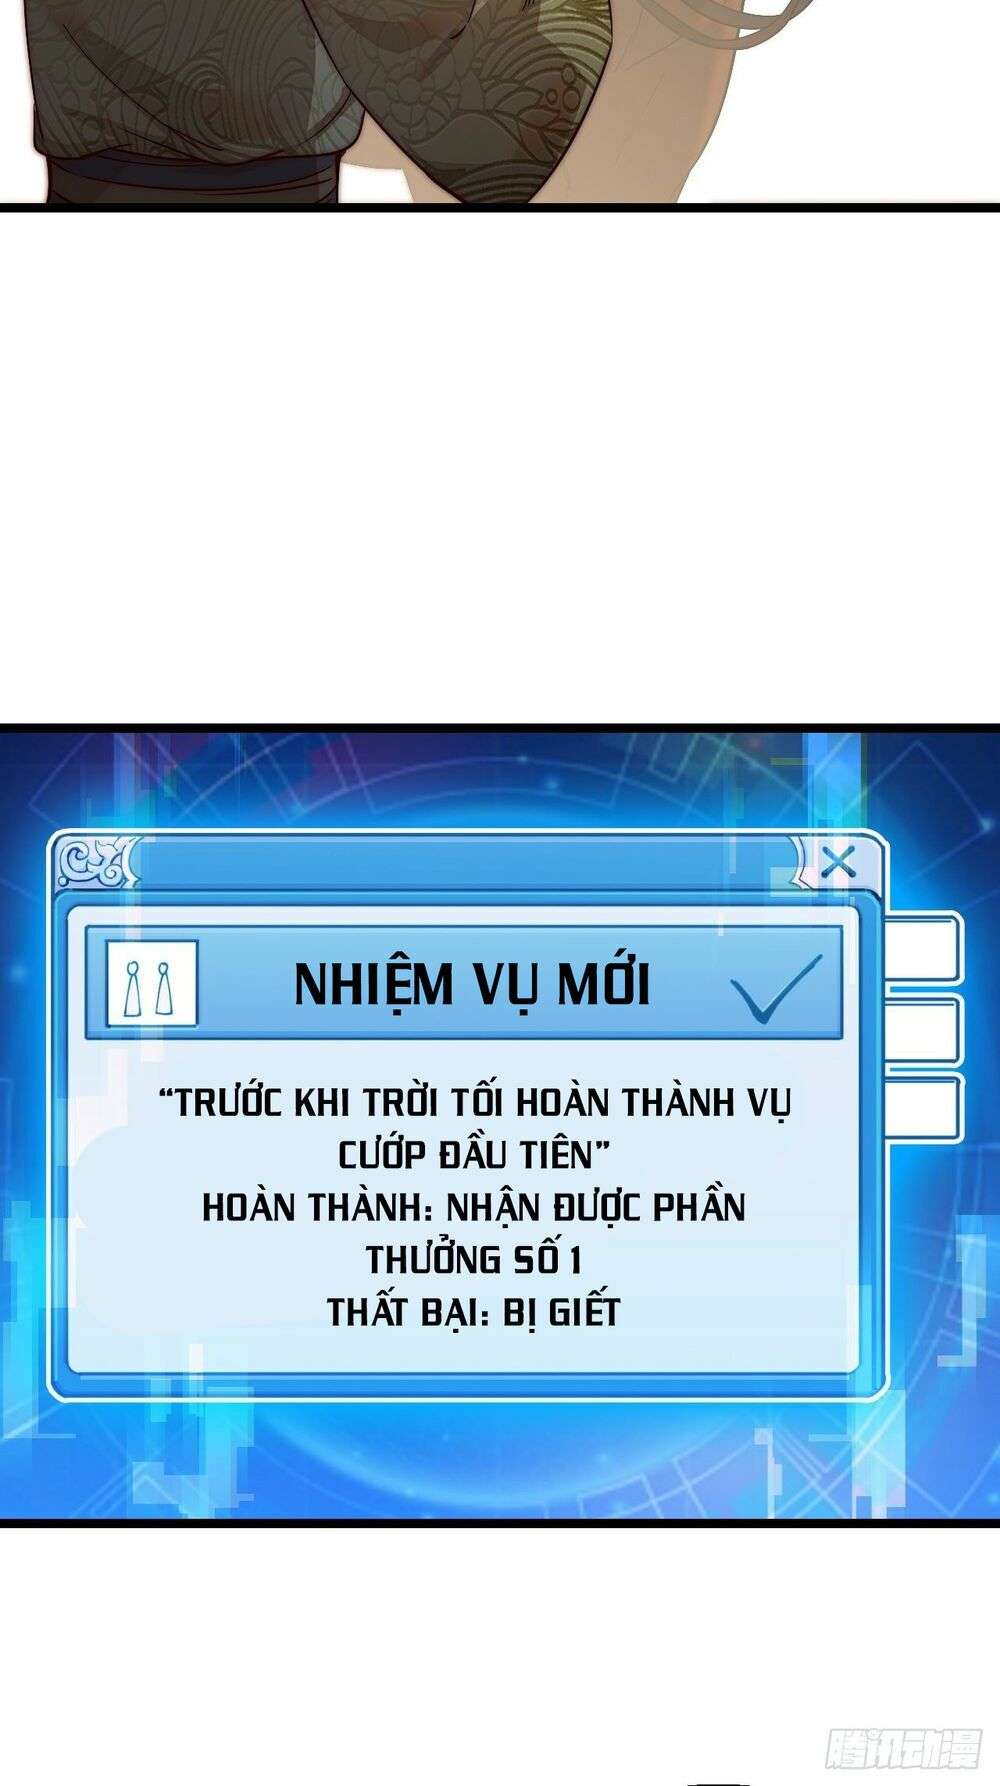 NHIỆM VỤ MỚI
“TRƯỚC KHI TRỜI TỐI HOÀN THÀNH VỤ
CƯỚP ĐẦU TIÊN”
HOÀN THÀNH: NHẬN ĐƯỢC PHẦN
THƯỞNG SỐ 1
THẤT BẠI: BỊ GIẾT
腾讯动漫